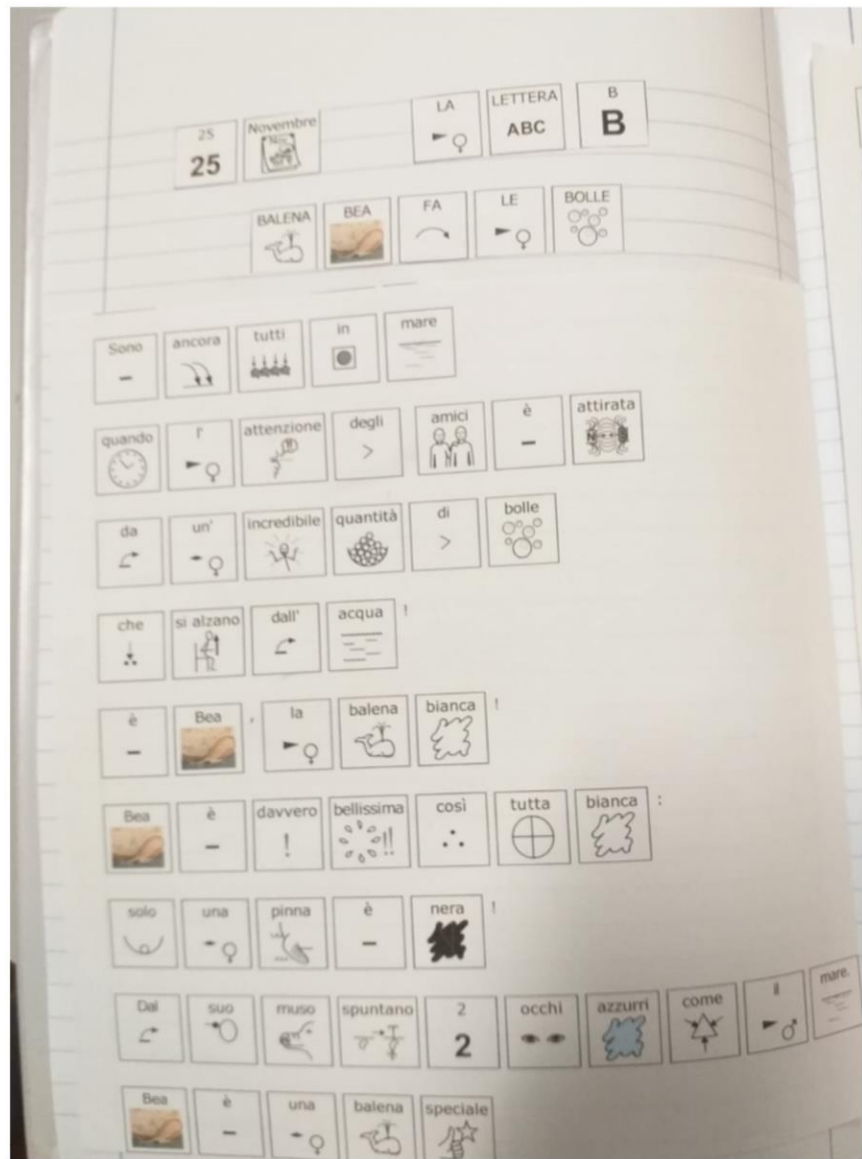 25 Novembre LA LETTERA B
25 Nov ABC B
BALENA BEA FA LE BOLLE
Sono ancora tutti in mare
quando l' attenzione degli amici è attirata
da un' incredibile quantità di bolle
che si alzano dall' acqua !
è Bea , la balena bianca !
Bea è davvero bellissima così tutta bianca :
solo una pinna è nera !
Dal suo muso spuntano 2 occhi azzurri come il mare.
2
Bea è una balena speciale